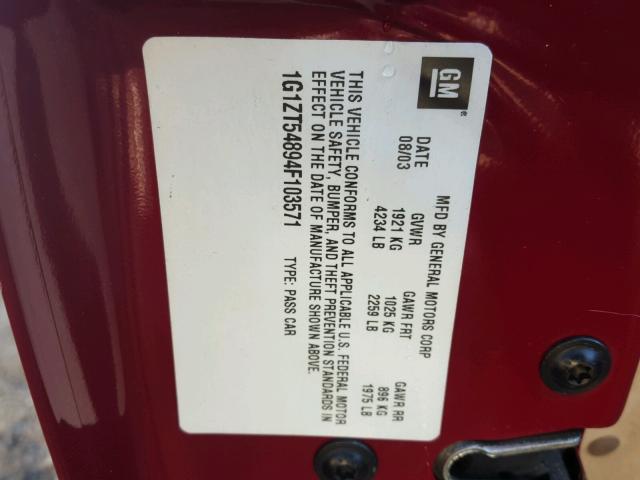 GM
®
MFD BY GENERAL MOTORS CORP
DATE GVWR GAWR FRT GAWR RR
08/03 1921 KG 1025 KG 896 KG
4234 LB 2259 LB 1975 LB
THIS VEHICLE CONFORMS TO ALL APPLICABLE U.S. FEDERAL MOTOR
VEHICLE SAFETY, BUMPER, AND THEFT PREVENTION STANDARDS IN
EFFECT ON THE DATE OF MANUFACTURE SHOWN ABOVE.
1G1ZT54894F103571 TYPE: PASS CAR